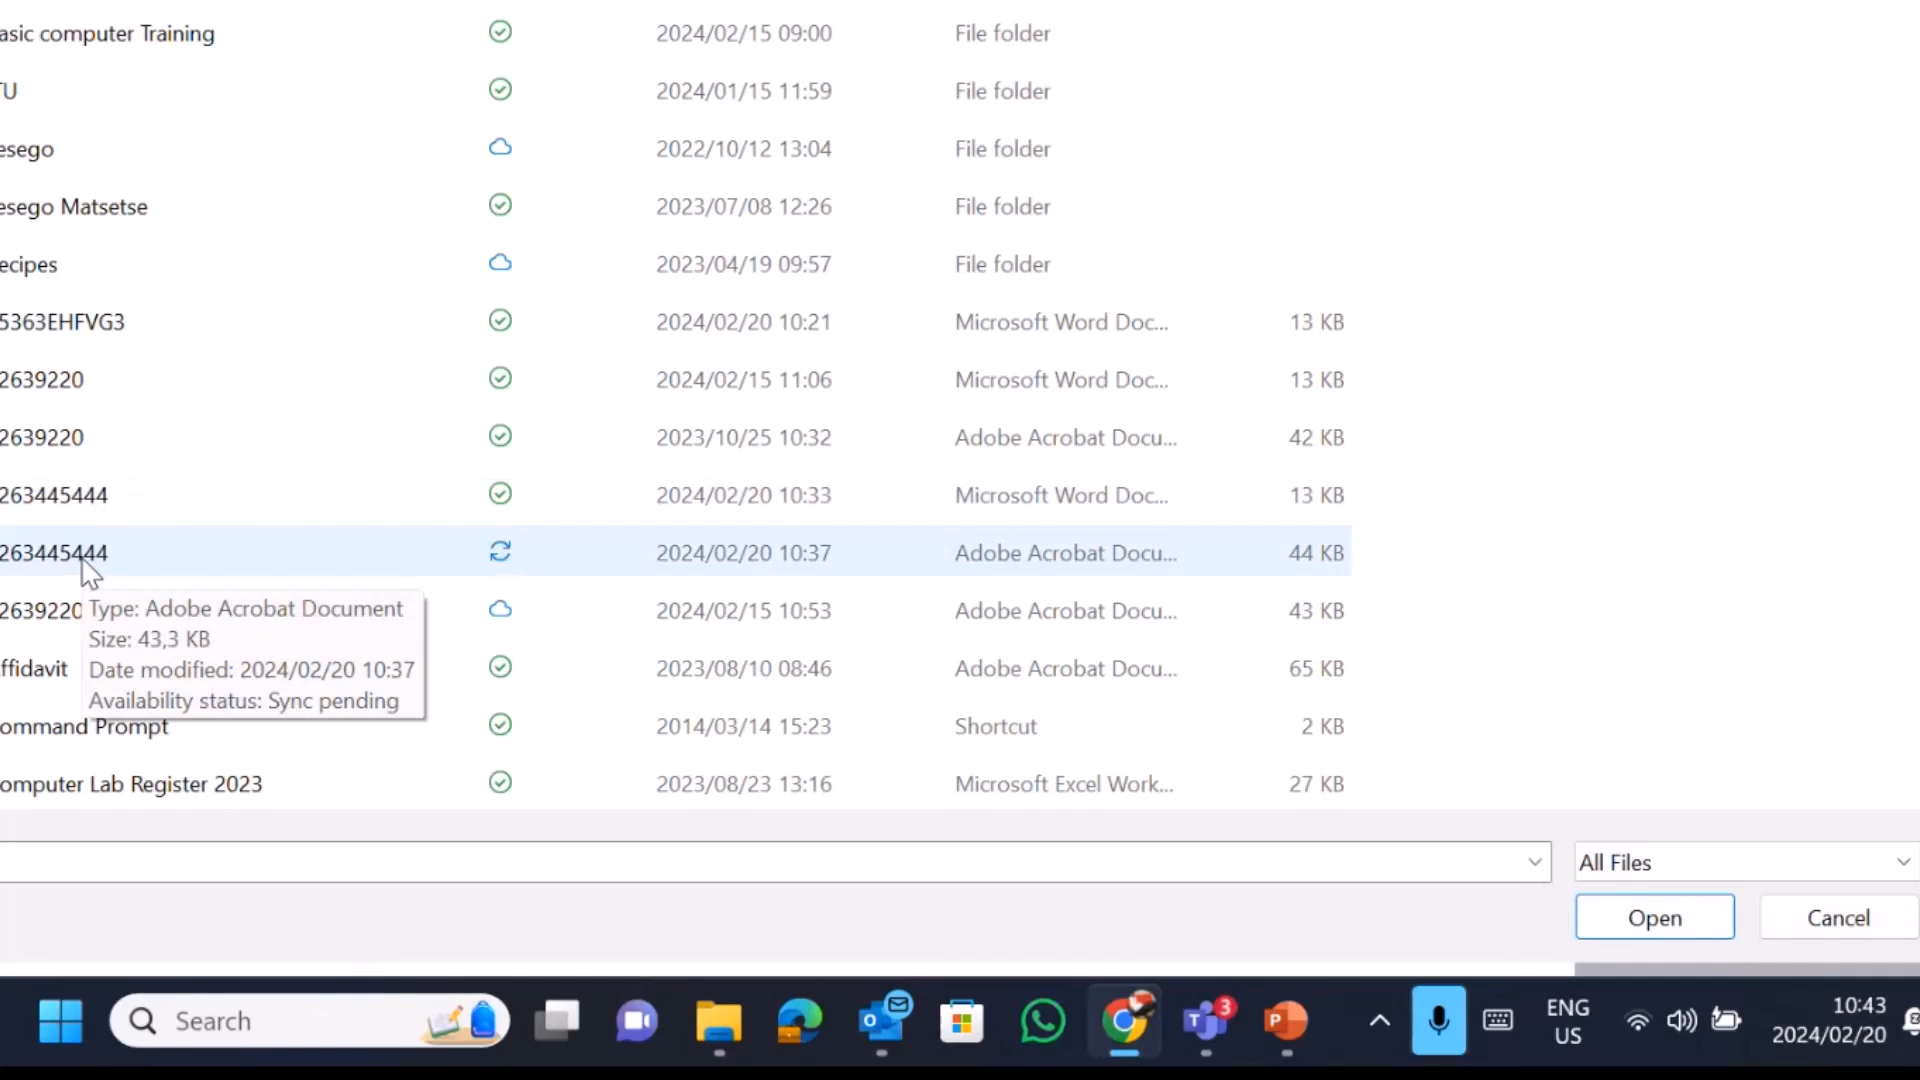 asic computer Training 2024/02/15 09:00 File folder
TU 2024/01/15 11:59 File folder
esego 2022/10/12 13:04 File folder
esego Matsetse 2023/07/08 12:26 File folder
ecipes 2023/04/19 09:57 File folder
5363EHFVG3 2024/02/20 10:21 Microsoft Word Doc... 13 KB
2639220 2024/02/15 11:06 Microsoft Word Doc... 13 KB
2639220 2023/10/25 10:32 Adobe Acrobat Docu... 42 KB
263445444 2024/02/20 10:33 Microsoft Word Doc... 13 KB
263445444 2024/02/20 10:37 Adobe Acrobat Docu... 44 KB
2639220 2024/02/15 10:53 Adobe Acrobat Docu... 43 KB
Type: Adobe Acrobat Document
Size: 43,3 KB
Date modified: 2024/02/20 10:37
Availability status: Sync pending
ffidavit 2023/08/10 08:46 Adobe Acrobat Docu... 65 KB
ommand Prompt 2014/03/14 15:23 Shortcut 2 KB
omputer Lab Register 2023 2023/08/23 13:16 Microsoft Excel Work... 27 KB
All Files
Open Cancel
Search
3
ENG
US
10:43
2024/02/20